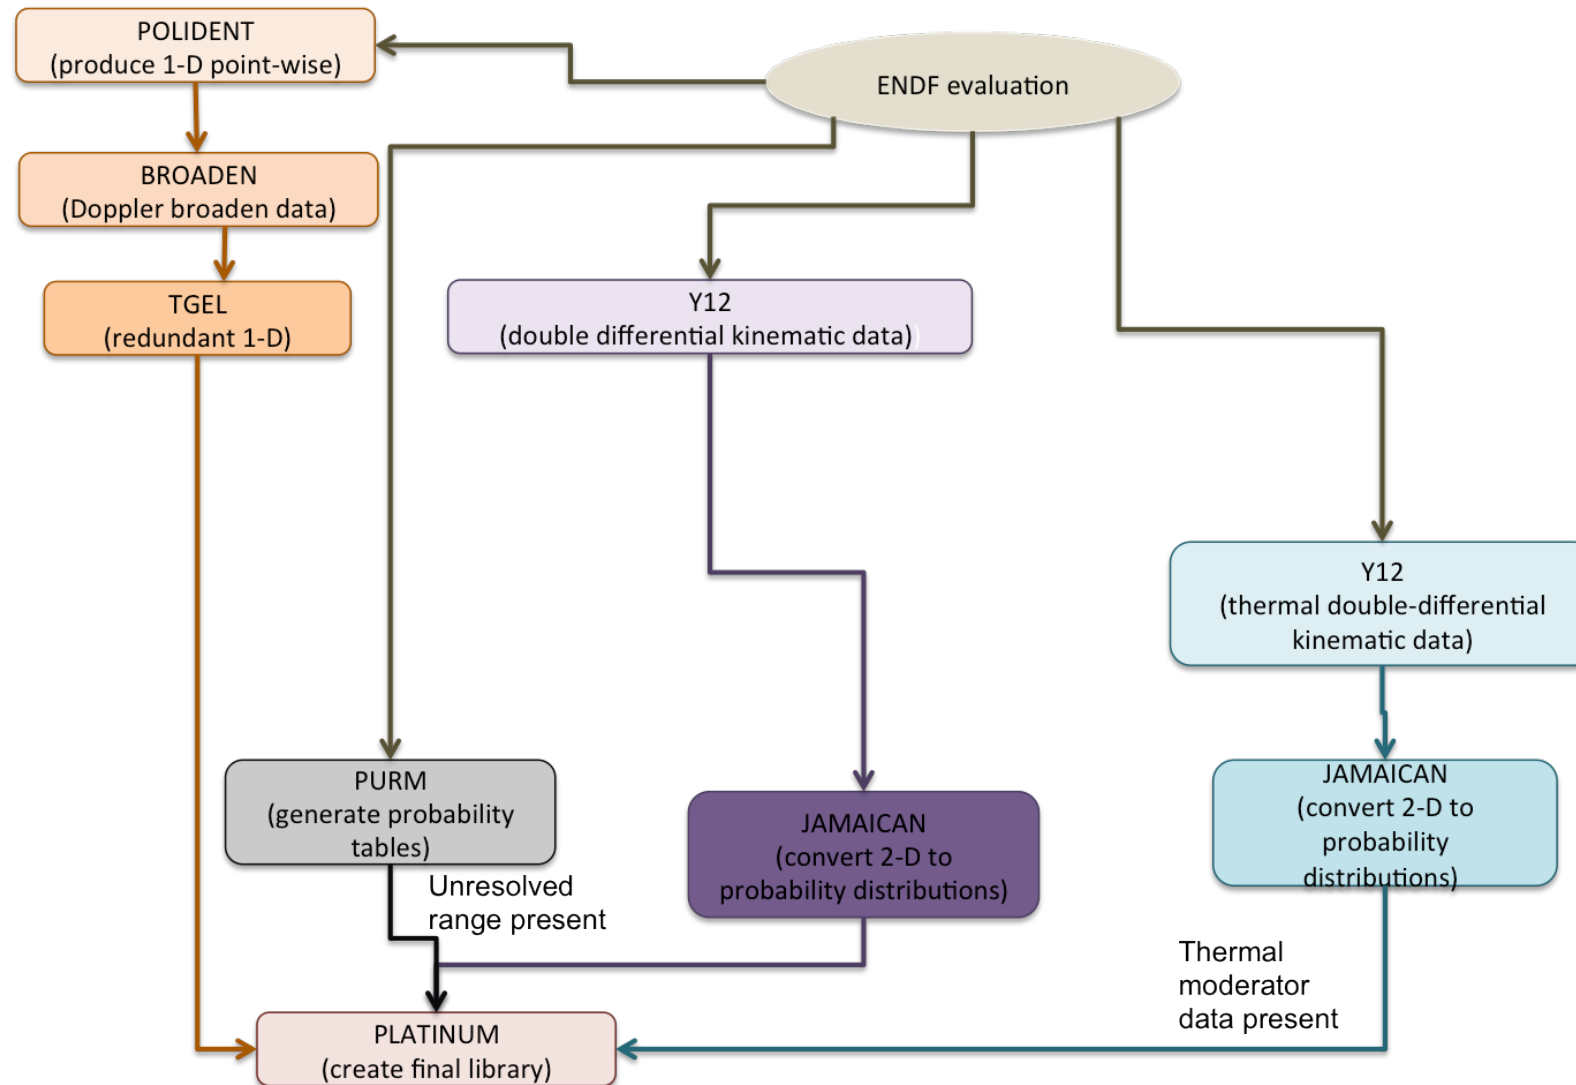 POLIDENT
(produce 1-D point-wise)
ENDF evaluation
BROADEN
(Doppler broaden data)
TGEL
(redundant 1-D)
Y12
(double differential kinematic data))
Y12
(thermal double-differential
kinematic data)
PURM
(generate probability
tables)
JAMAICAN
(convert 2-D to
probability distributions)
JAMAICAN
(convert 2-D to
probability
distributions)
Unresolved
range present
Thermal
moderator
data present
PLATINUM
(create final library)